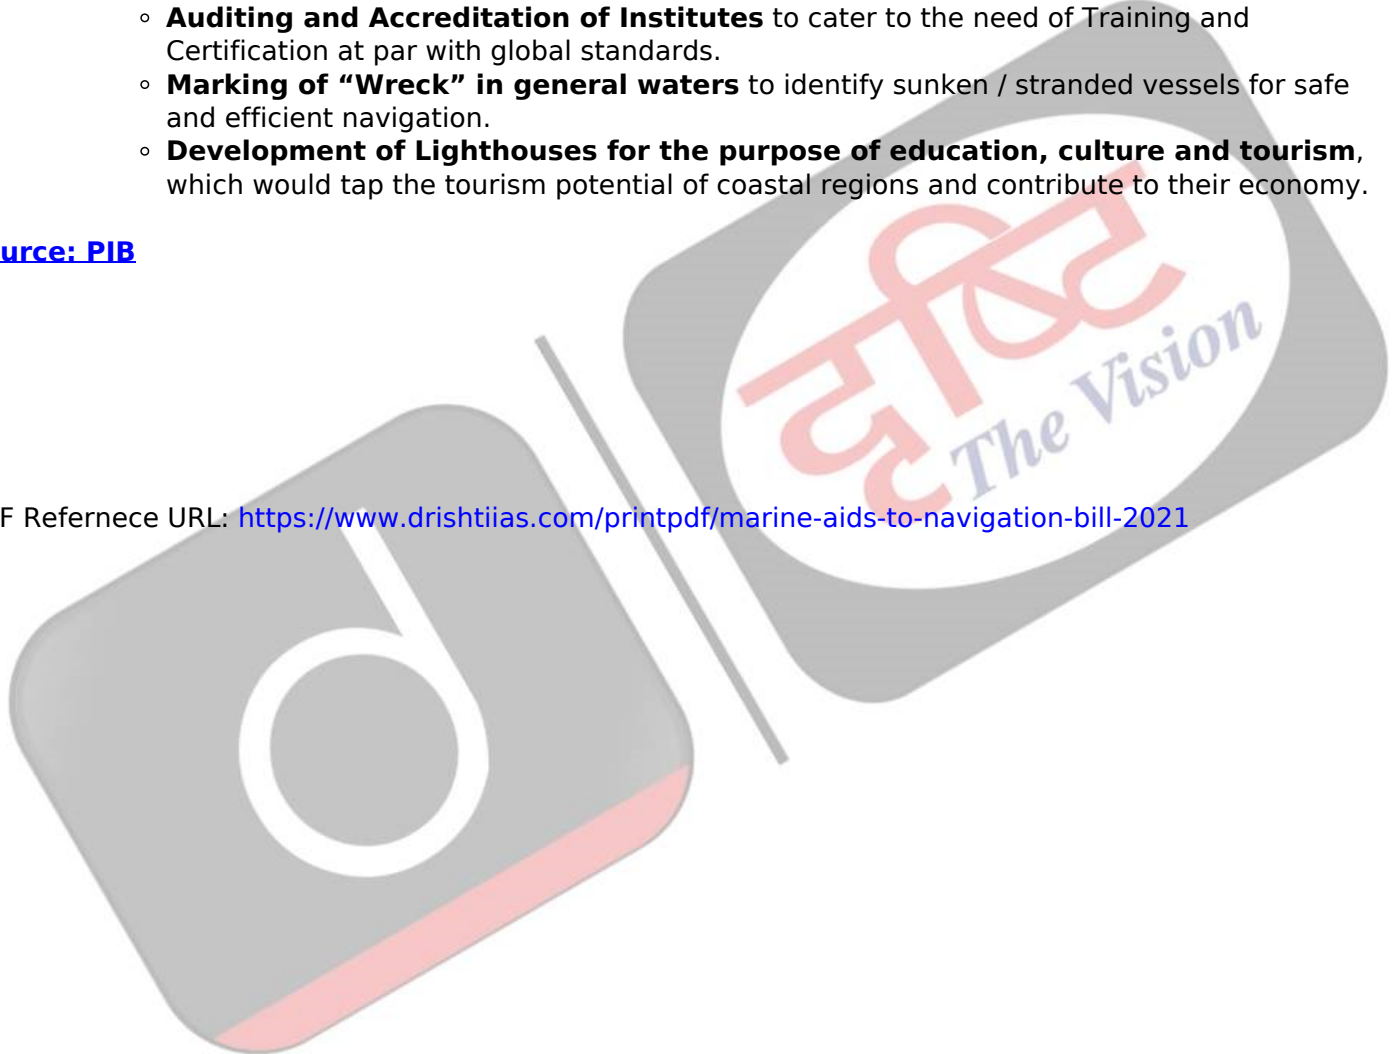 ◦ Auditing and Accreditation of Institutes to cater to the need of Training and
Certification at par with global standards.
◦ Marking of “Wreck” in general waters to identify sunken / stranded vessels for safe
and efficient navigation.
◦ Development of Lighthouses for the purpose of education, culture and tourism,
which would tap the tourism potential of coastal regions and contribute to their economy.
urce: PIB
दृष्टि
The Vision
F Refernece URL: https://www.drishtiias.com/printpdf/marine-aids-to-navigation-bill-2021
d